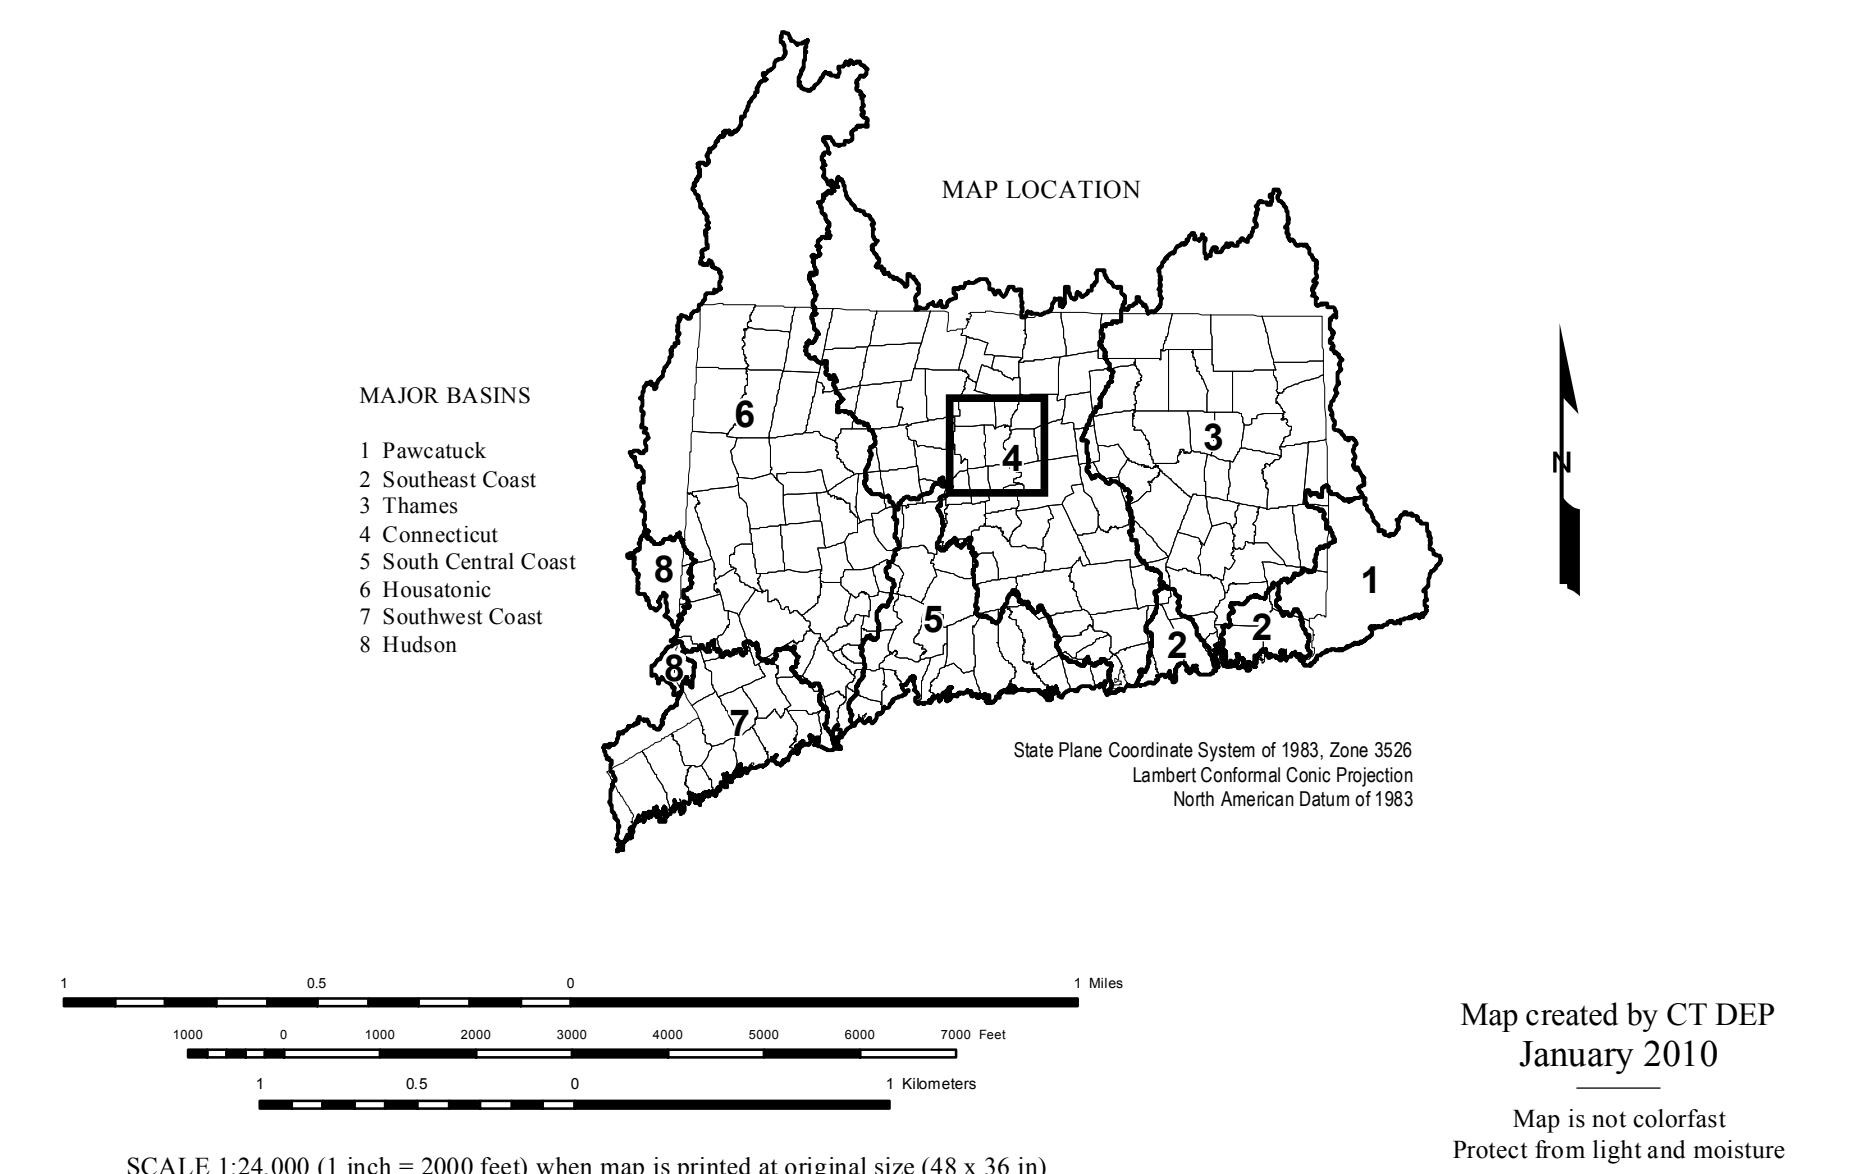 MAP LOCATION
MAJOR BASINS
1 Pawcatuck
2 Southeast Coast
3 Thames
4 Connecticut
5 South Central Coast
6 Housatonic
7 Southwest Coast
8 Hudson
6
4
3
8
5
1
2
2
8
7
N
State Plane Coordinate System of 1983, Zone 3526
Lambert Conformal Conic Projection
North American Datum of 1983
1 0.5 0 1 Miles
1000 0 1000 2000 3000 4000 5000 6000 7000 Feet
1 0.5 0 1 Kilometers
SCALE 1:24,000 (1 inch = 2000 feet) when map is printed at original size (48 x 36 in)
Map created by CT DEP
January 2010
Map is not colorfast
Protect from light and moisture